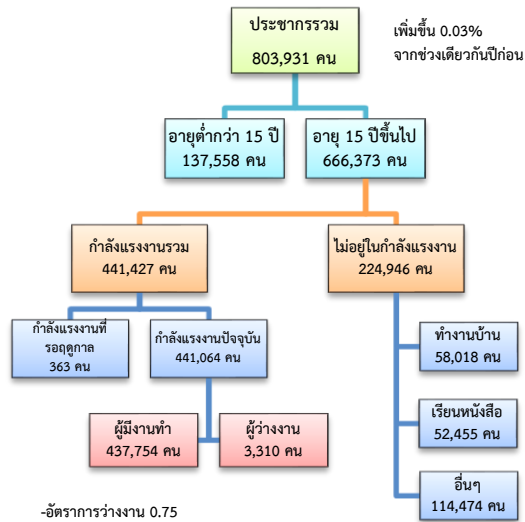 ประชากรรวม
803,931 คน
เพิ่มขึ้น 0.03%
จากช่วงเดียวกันปีก่อน
อายุต่ำกว่า 15 ปี
137,558 คน
อายุ 15 ปีขึ้นไป
666,373 คน
กำลังแรงงานรวม
441,427 คน
ไม่อยู่ในกำลังแรงงาน
224,946 คน
กำลังแรงงานที่
รอฤดูกาล
363 คน
กำลังแรงงานปัจจุบัน
441,064 คน
ทำงานบ้าน
58,018 คน
ผู้มีงานทำ
437,754 คน
ผู้ว่างงาน
3,310 คน
เรียนหนังสือ
52,455 คน
อื่นๆ
114,474 คน
-อัตราการว่างงาน 0.75